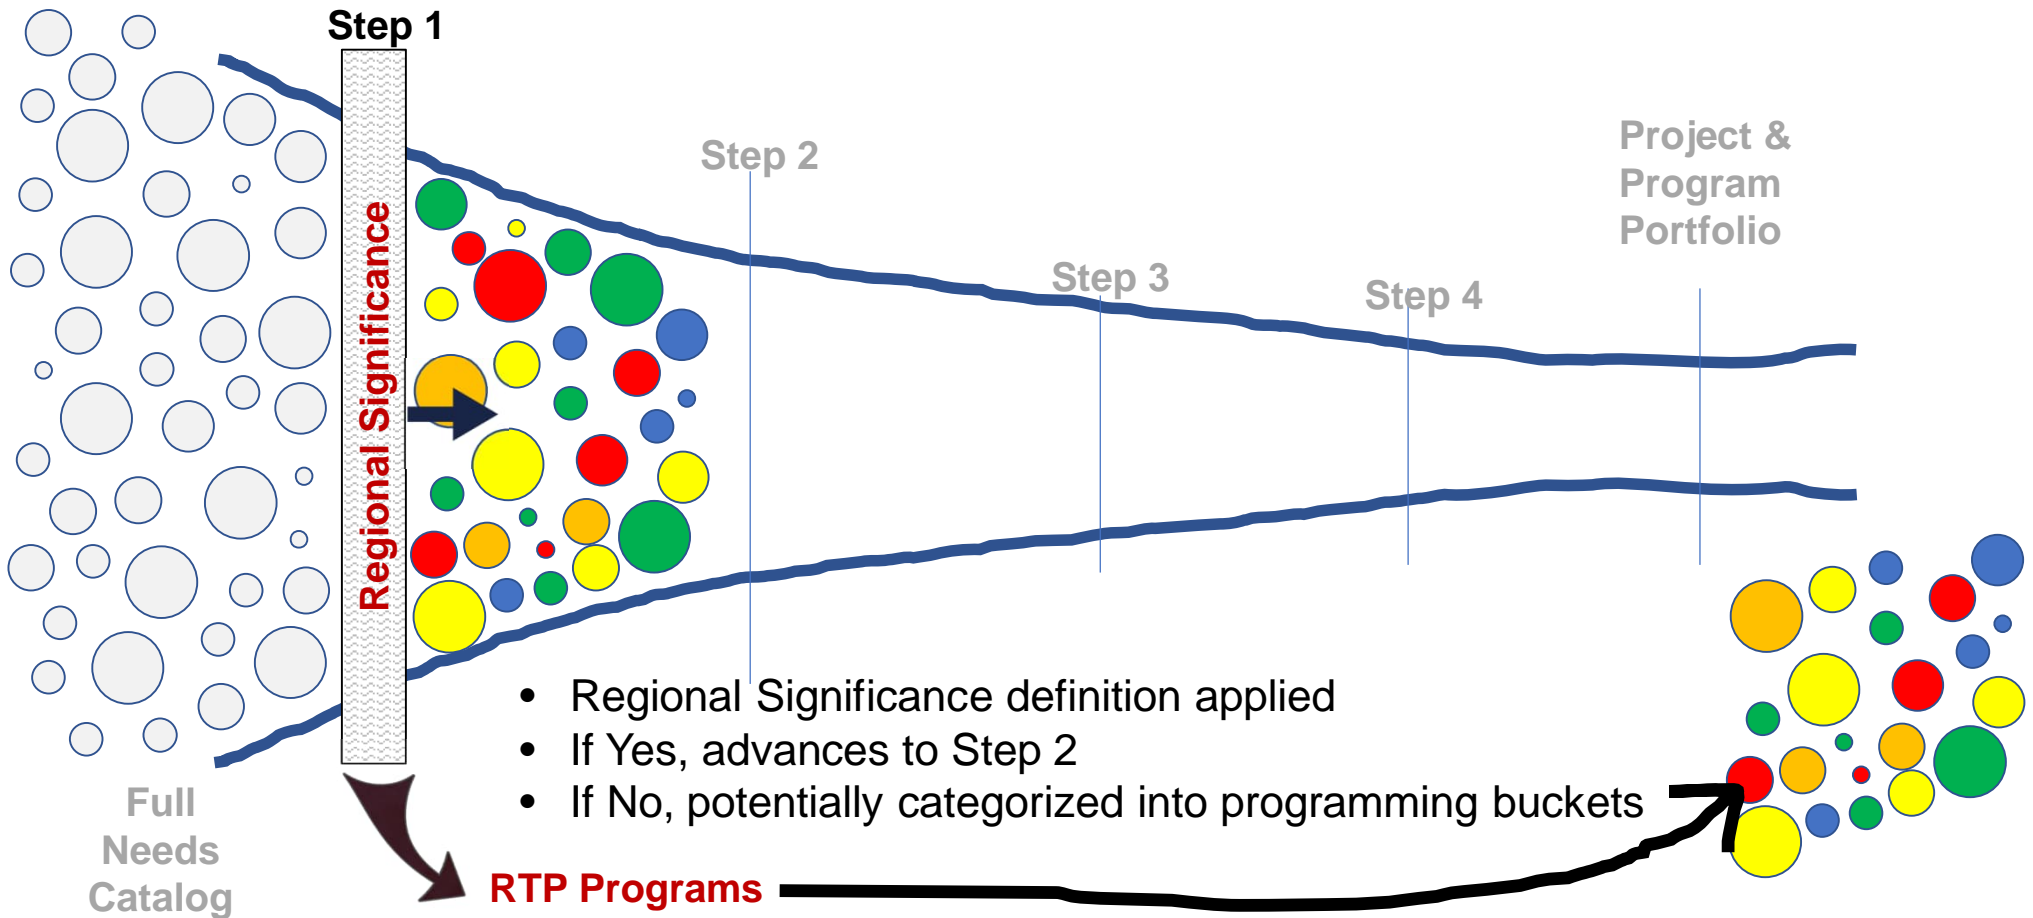 Step 1
Regional Significance
Step 2
Step 3
Step 4
Project &
Program
Portfolio
• Regional Significance definition applied
• If Yes, advances to Step 2
• If No, potentially categorized into programming buckets
Full
Needs
Catalog
RTP Programs